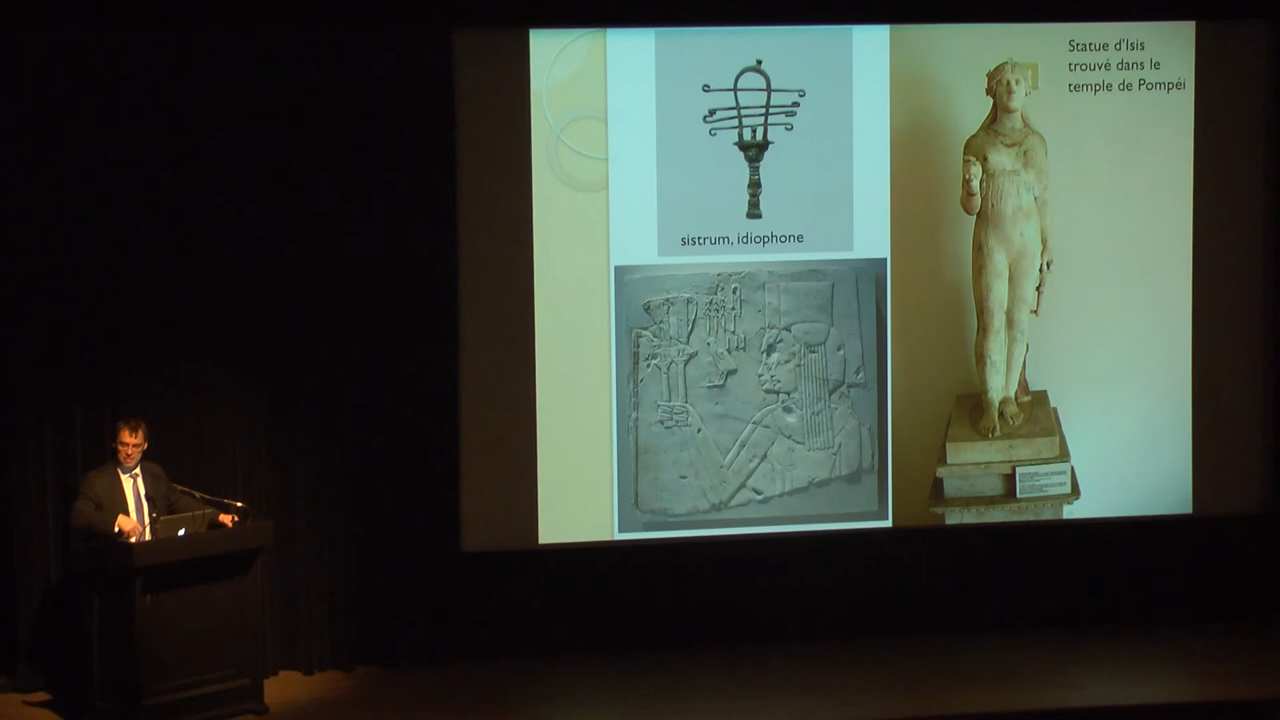 sistrum, idiophone
Statue d'Isis
trouvé dans le
temple de Pompéi